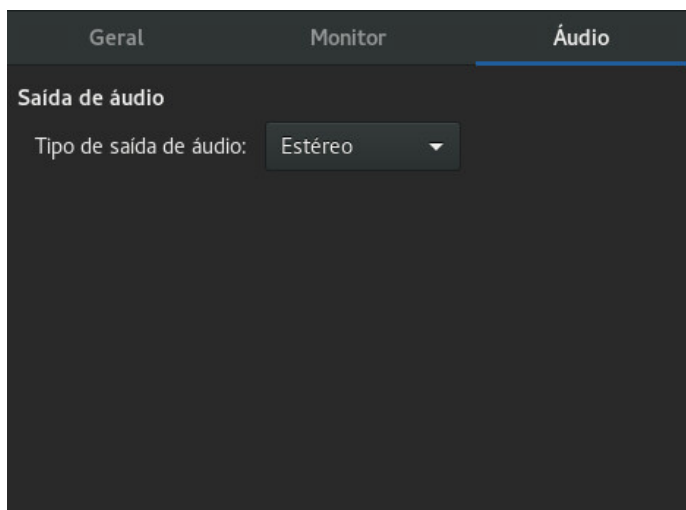 Geral Monitor Áudio
Saída de áudio
Tipo de saída de áudio: Estéreo